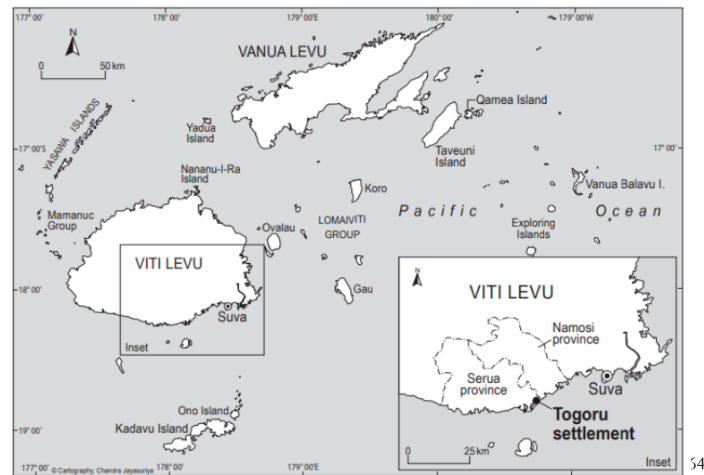 177° 00'
178° 00'
179° 00'E
180° 00'
179° 00'W
N
0 50 km
VANUA LEVU
YASAWA ISLANDS
Yadua
Island
Qamea Island
Taveuni
Island
17° 00'S
17° 00'
Nananu-I-Ra
Island
Koro
Vanua Balavu I.
Mamanuc
Group
Ovalau
LOMAIVITI
GROUP
Pacific Ocean
Exploring
Islands
VITI LEVU
18° 00'
Gau
Suva
Inset
N
VITI LEVU
Namosi
province
Serua
province
Suva
Togoru
settlement
0 25 km
Inset
Ono Island
Kadavu Island
19° 00'
177° 00'
© Cartography, Chandra Jayasuriya
178° 00'
179° 00'E
54